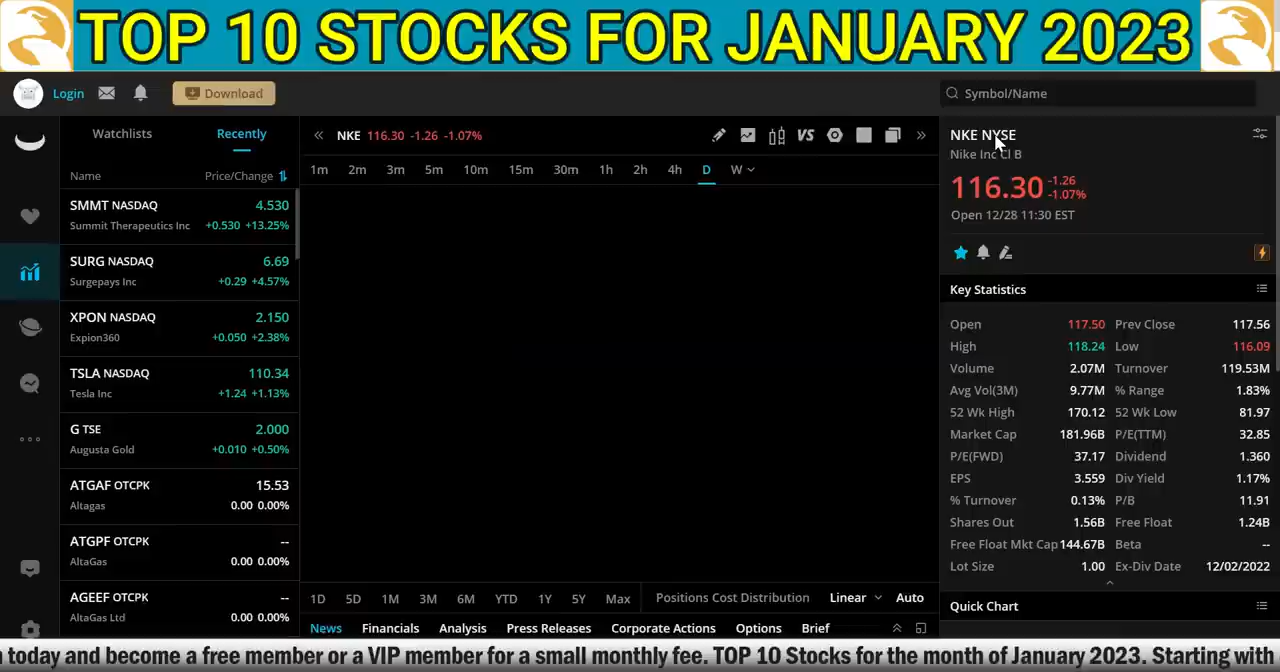 TOP 10 STOCKS FOR JANUARY 2023
Login
Download
Symbol/Name
Watchlists Recently
Name Price/Change
SMMT NASDAQ 4.530
Summit Therapeutics Inc +0.530 +13.25%
SURG NASDAQ 6.69
Surgepays Inc +0.29 +4.57%
XPON NASDAQ 2.150
Expion360 +0.050 +2.38%
TSLA NASDAQ 110.34
Tesla Inc +1.24 +1.13%
G TSE 2.000
Augusta Gold +0.010 +0.50%
ATGAF OTCPK 15.53
Altagas 0.00 0.00%
ATGPF OTCPK --
AltaGas 0.00 0.00%
AGEEF OTCPK --
AltaGas Ltd 0.00 0.00%
NKE 116.30 -1.26 -1.07% VS
1m 2m 3m 5m 10m 15m 30m 1h 2h 4h D W
1D 5D 1M 3M 6M YTD 1Y 5Y Max Positions Cost Distribution Linear Auto
News Financials Analysis Press Releases Corporate Actions Options Brief
NKE NYSE
Nike Inc Cl B
116.30 -1.26
-1.07%
Open 12/28 11:30 EST
Key Statistics
Open 117.50 Prev Close 117.56
High 118.24 Low 116.09
Volume 2.07M Turnover 119.53M
Avg Vol(3M) 9.77M % Range 1.83%
52 Wk High 170.12 52 Wk Low 81.97
Market Cap 181.96B P/E(TTM) 32.85
P/E(FWD) 37.17 Dividend 1.360
EPS 3.559 Div Yield 1.17%
% Turnover 0.13% P/B 11.91
Shares Out 1.56B Free Float 1.24B
Free Float Mkt Cap 144.67B Beta --
Lot Size 1.00 Ex-Div Date 12/02/2022
Quick Chart
today and become a free member or a VIP member for a small monthly fee. TOP 10 Stocks for the month of January 2023. Starting with